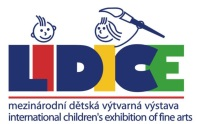 LIDICE
mezinárodní dětská výtvarná výstava
international children's exhibition of fine arts